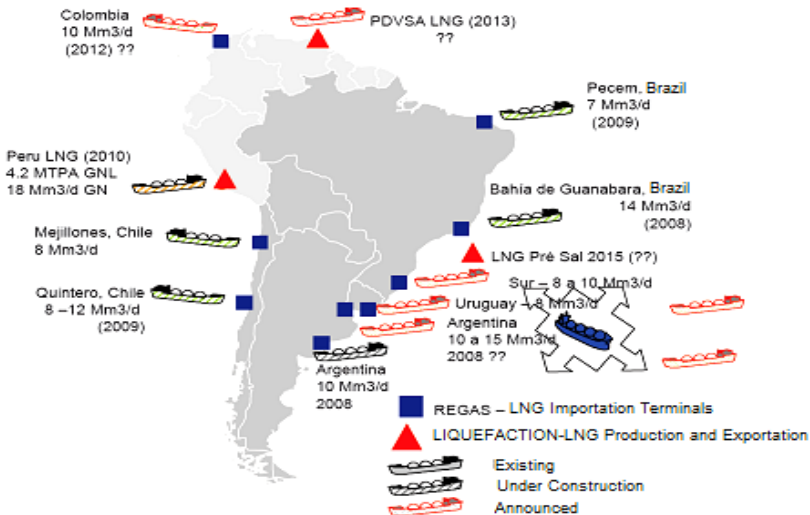 Colombia
10 Mm3/d
(2012) ??
PDVSA LNG (2013)
??
Pecem, Brazil
7 Mm3/d
(2009)
Peru LNG (2010)
4.2 MTPA GNL
18 Mm3/d GN
Bahia de Guanabara, Brazil
14 Mm3/d
(2008)
Mejillones, Chile
8 Mm3/d
LNG Pré Sal 2015 (??)
Sur – 8 a 10 Mm3/d
Quintero, Chile
8 –12 Mm3/d
(2009)
Uruguay – 8 Mm3/d
Argentina
10 a 15 Mm3/d
2008 ??
Argentina
10 Mm3/d
2008
REGAS – LNG Importation Terminals
LIQUEFACTION-LNG Production and Exportation
Existing
Under Construction
Announced